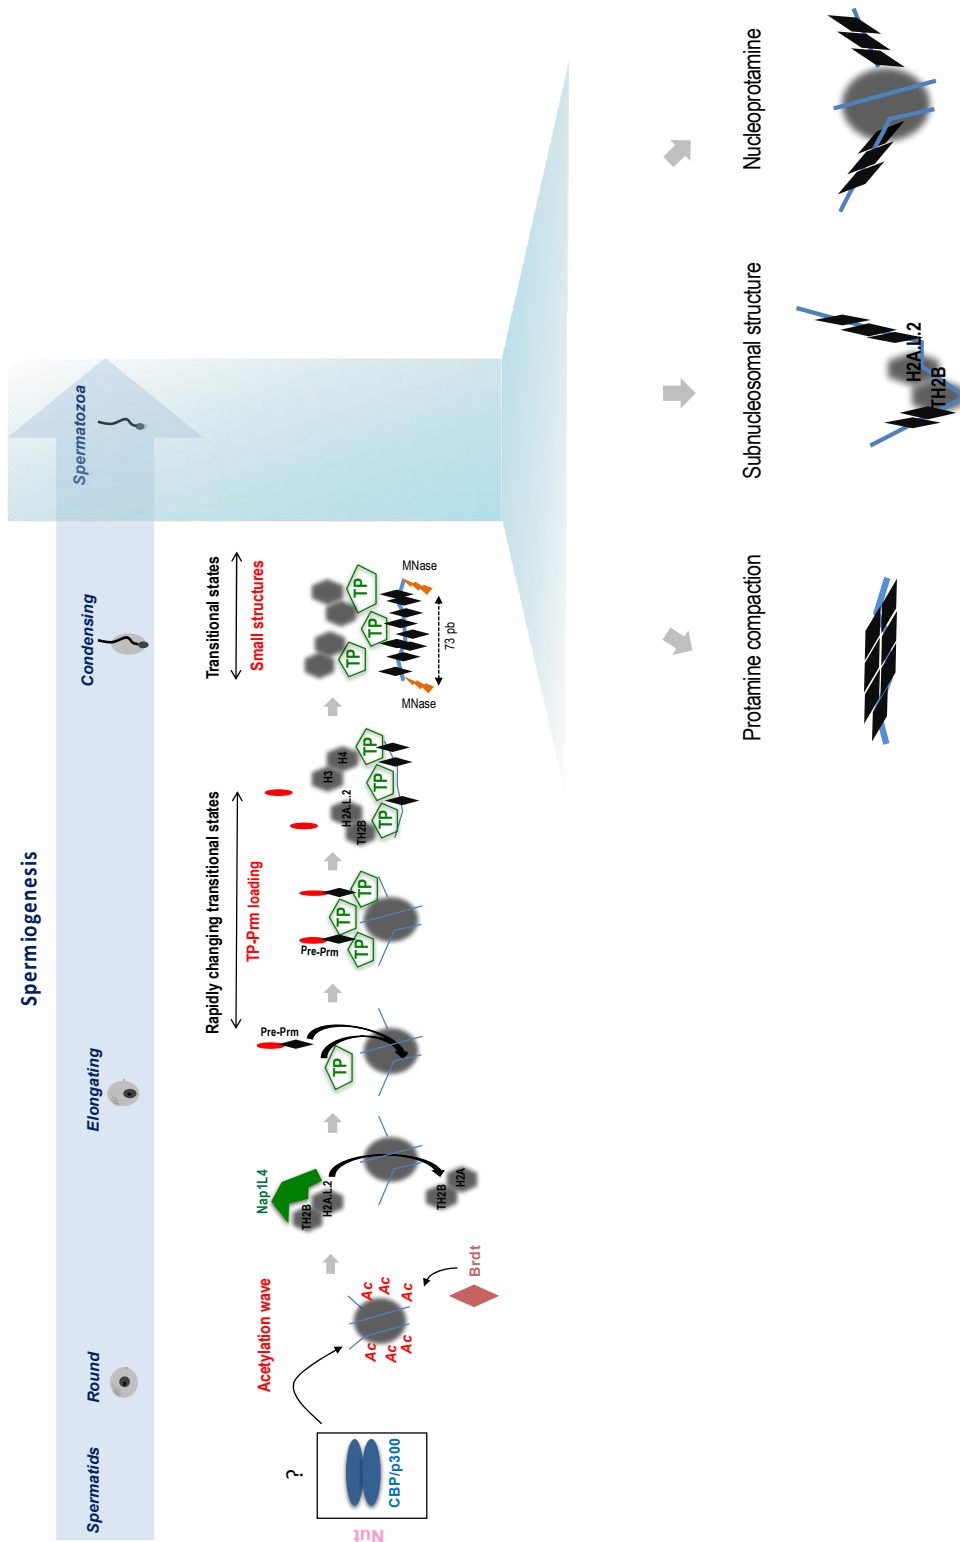 Spermiogenesis
Spermatids
Round
Elongating
Condensing
Spermatozoa
?
Nut
CBP/p300
Acetylation wave
Ac
Ac
Ac
Ac
Ac
Ac
Brdt
Nap1L4
TH2B
H2A.L.2
TH2B
H2A
Rapidly changing transitional states
TP-Prm loading
Pre-Prm
TP
Pre-Prm
TP
TP
TP
H3
H4
H2A.L.2
TH2B
TP
TP
TP
Transitional states
Small structures
TP
TP
TP
MNase
MNase
73 pb
Protamine compaction
Subnucleosomal structure
H2A.L.2
TH2B
Nucleoprotamine